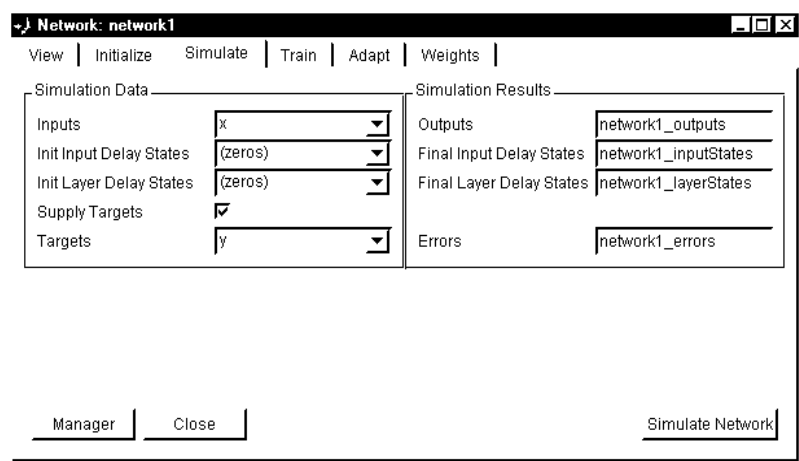 Network: network1
View Initialize Simulate Train Adapt Weights
Simulation Data
Inputs x
Init Input Delay States (zeros)
Init Layer Delay States (zeros)
Supply Targets
Targets y
Simulation Results
Outputs network1_outputs
Final Input Delay States network1_inputStates
Final Layer Delay States network1_layerStates
Errors network1_errors
Manager Close Simulate Network